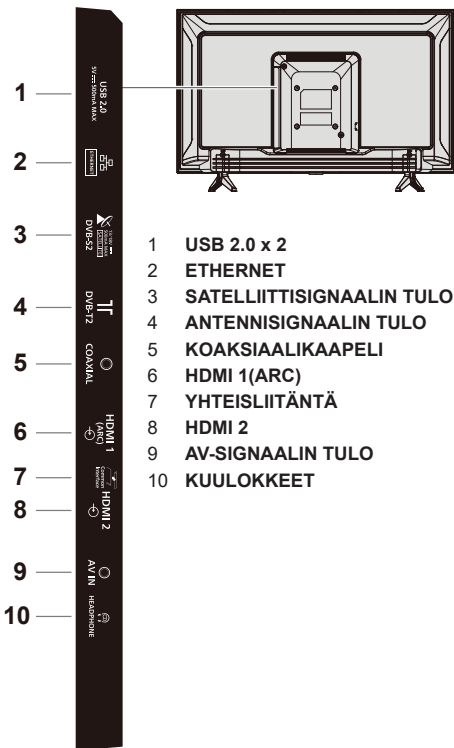 1
USB 2.0
5V⎓500mA MAX
2
ETHERNET
3
SATELLITE
DVB-S2
4
DVB-T2
5
COAXIAL
6
HDMI 1
(ARC)
7
Common
Interface
8
HDMI 2
9
AV IN
10
HEADPHONE
1 USB 2.0 x 2
2 ETHERNET
3 SATELLIITTISIGNAALIN TULO
4 ANTENNISIGNAALIN TULO
5 KOAKSIAALIKAAPELI
6 HDMI 1(ARC)
7 YHTEISLIITÄNTÄ
8 HDMI 2
9 AV-SIGNAALIN TULO
10 KUULOKKEET